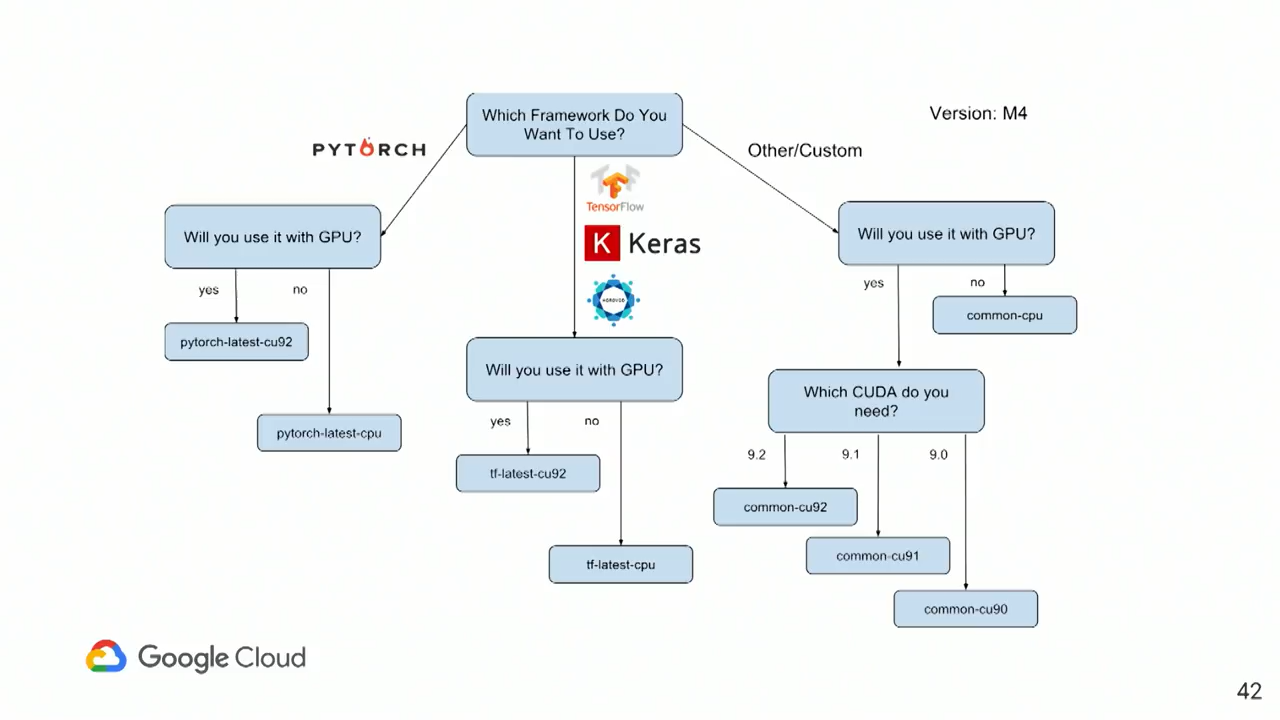 Which Framework Do You
Want To Use?
Version: M4
PYTORCH
Other/Custom
TensorFlow
K Keras
HOROVOD
Will you use it with GPU?
yes
no
pytorch-latest-cu92
pytorch-latest-cpu
Will you use it with GPU?
yes
no
tf-latest-cu92
tf-latest-cpu
Will you use it with GPU?
yes
no
common-cpu
Which CUDA do you
need?
9.2
9.1
9.0
common-cu92
common-cu91
common-cu90
Google Cloud
42